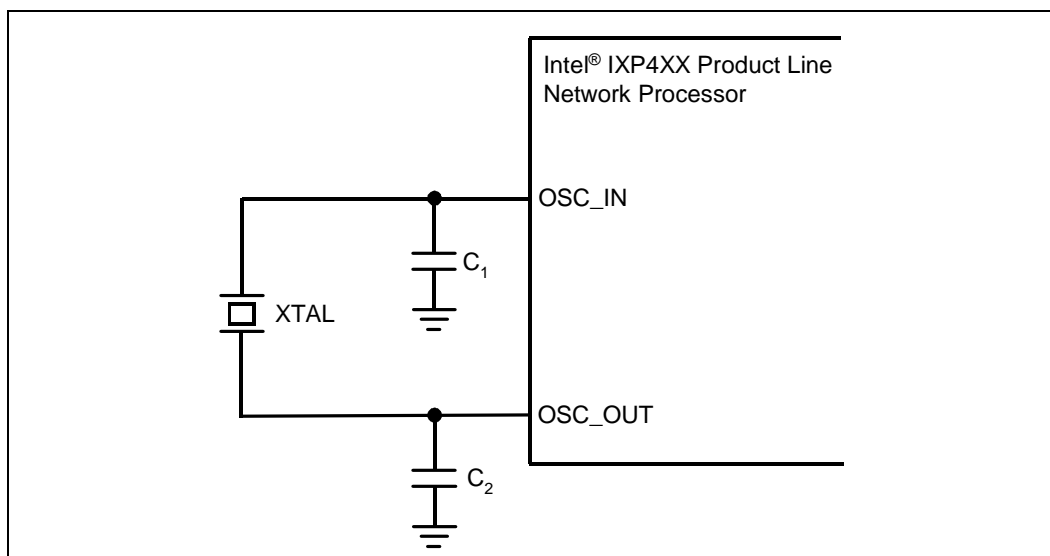 Intel® IXP4XX Product Line
Network Processor
OSC_IN
C₁
XTAL
OSC_OUT
C₂